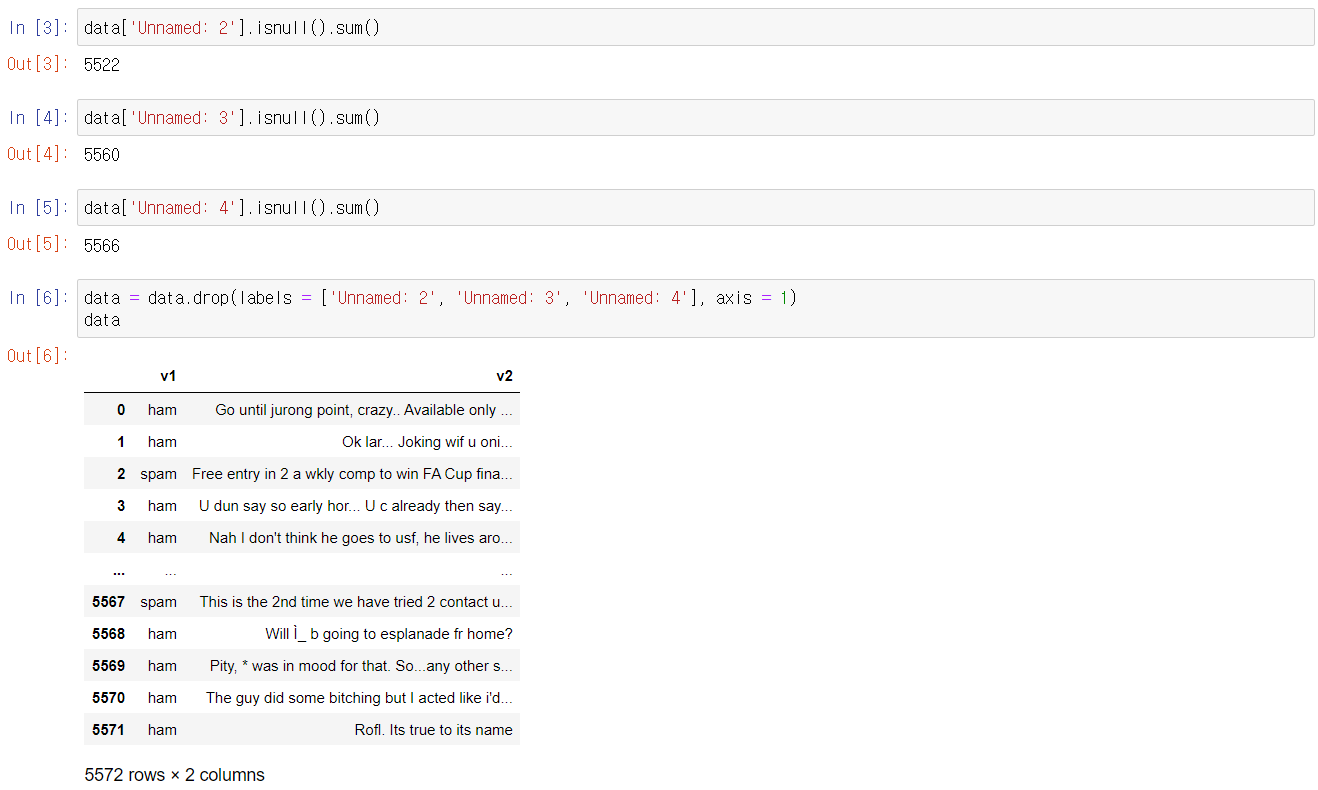 In [3]: data['Unnamed: 2'].isnull().sum()
Out[3]: 5522
In [4]: data['Unnamed: 3'].isnull().sum()
Out[4]: 5560
In [5]: data['Unnamed: 4'].isnull().sum()
Out[5]: 5566
In [6]: data = data.drop(labels = ['Unnamed: 2', 'Unnamed: 3', 'Unnamed: 4'], axis = 1)
data
Out[6]:
v1 v2
0 ham Go until jurong point, crazy.. Available only ...
1 ham Ok lar... Joking wif u oni...
2 spam Free entry in 2 a wkly comp to win FA Cup fina...
3 ham U dun say so early hor... U c already then say...
4 ham Nah I don't think he goes to usf, he lives aro...
... ... ...
5567 spam This is the 2nd time we have tried 2 contact u...
5568 ham Will Ì_ b going to esplanade fr home?
5569 ham Pity, * was in mood for that. So...any other s...
5570 ham The guy did some bitching but I acted like i'd...
5571 ham Rofl. Its true to its name
5572 rows × 2 columns